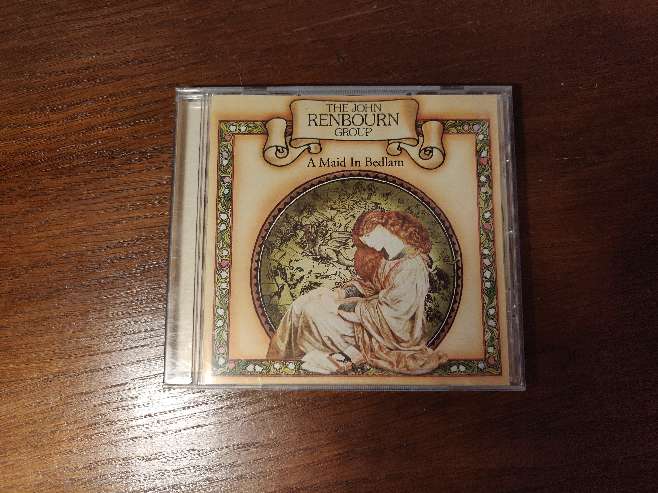 THE JOHN
RENBOURN
GROUP
A Maid In Bedlam